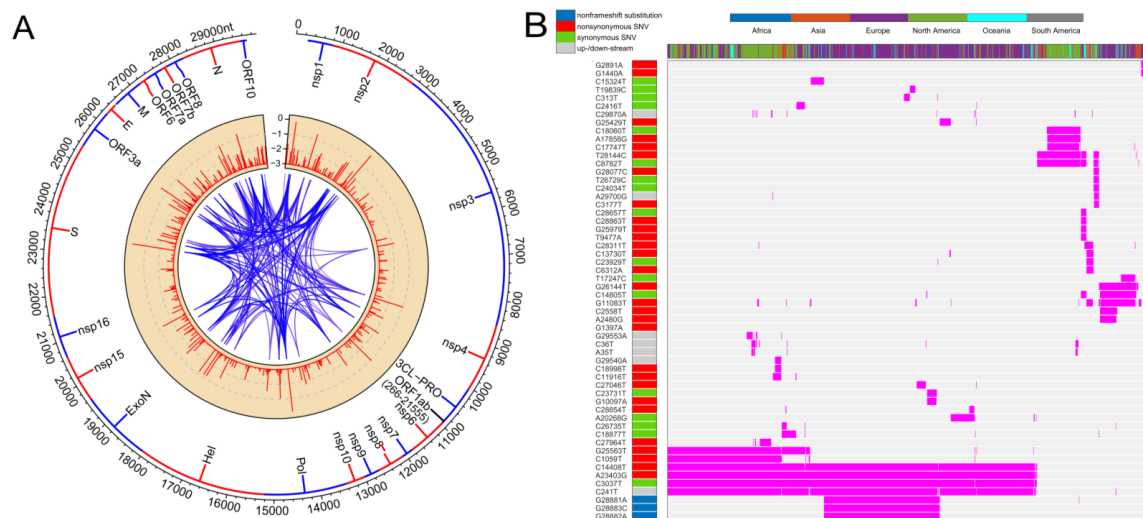 A
0
1000
2000
3000
4000
5000
6000
7000
8000
9000
10000
11000
12000
13000
14000
15000
16000
17000
18000
19000
20000
21000
22000
23000
24000
25000
26000
27000
28000
29000nt
nsp1
nsp2
nsp3
nsp4
3CL-PRO
ORF1ab
(266-21555)
nsp6
nsp7
nsp8
nsp9
nsp10
Pol
Hel
ExoN
nsp15
nsp16
S
ORF3a
E
M
ORF6
ORF7a
ORF7b
ORF8
N
ORF10
0
−1
−2
−3
B
nonframeshift substitution
nonsynonymous SNV
synonymous SNV
up-/down-stream
Africa Asia Europe North America Oceania South America
G2891A
G1440A
C15324T
T19839C
C313T
C2416T
C29870A
G25429T
C18060T
A17858G
C17747T
T28144C
C8782T
G28077C
T26729C
C24034T
A29700G
C3177T
C28657T
C28863T
G25979T
T9477A
C28311T
C13730T
C23929T
C6312A
T17247C
G26144T
C14805T
G11083T
C2558T
A2480G
G1397A
G29553A
C36T
A35T
G29540A
C18998T
C11916T
C27046T
C23731T
G10097A
C28854T
A20268G
C26735T
C18877T
C27964T
G25563T
C1059T
C14408T
A23403G
C3037T
C241T
G28881A
G28883C
G28882A